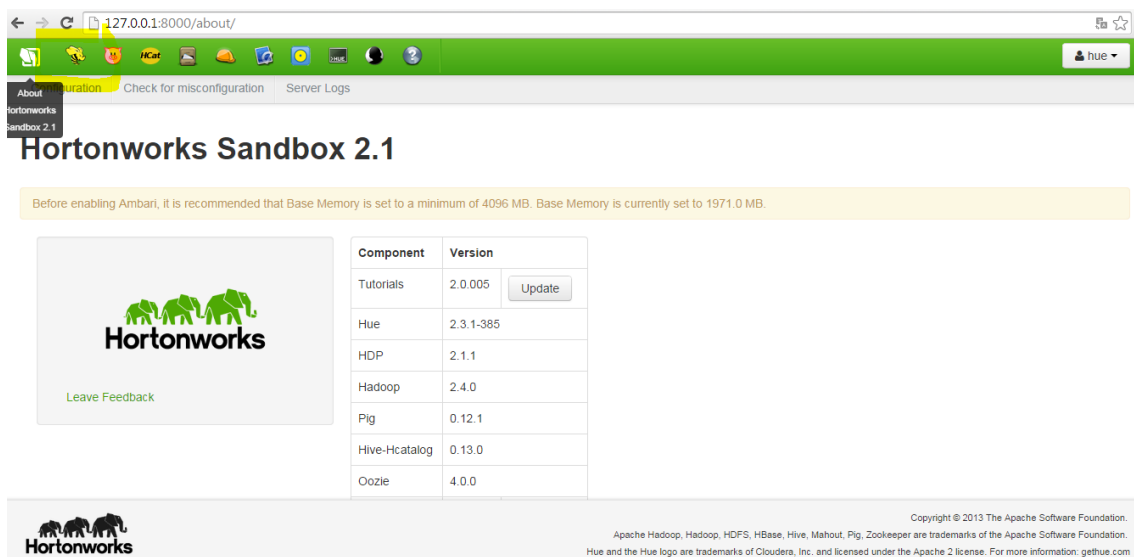 127.0.0.1:8000/about/
HCat
HUE
hue
About
Hortonworks
Sandbox 2.1
Configuration
Check for misconfiguration
Server Logs
Hortonworks Sandbox 2.1
Before enabling Ambari, it is recommended that Base Memory is set to a minimum of 4096 MB. Base Memory is currently set to 1971.0 MB.
Hortonworks
Leave Feedback
Component Version
Tutorials 2.0.005 Update
Hue 2.3.1-385
HDP 2.1.1
Hadoop 2.4.0
Pig 0.12.1
Hive-Hcatalog 0.13.0
Oozie 4.0.0
Hortonworks
Copyright © 2013 The Apache Software Foundation.
Apache Hadoop, Hadoop, HDFS, HBase, Hive, Mahout, Pig, Zookeeper are trademarks of the Apache Software Foundation.
Hue and the Hue logo are trademarks of Cloudera, Inc. and licensed under the Apache 2 license. For more information: gethue.com